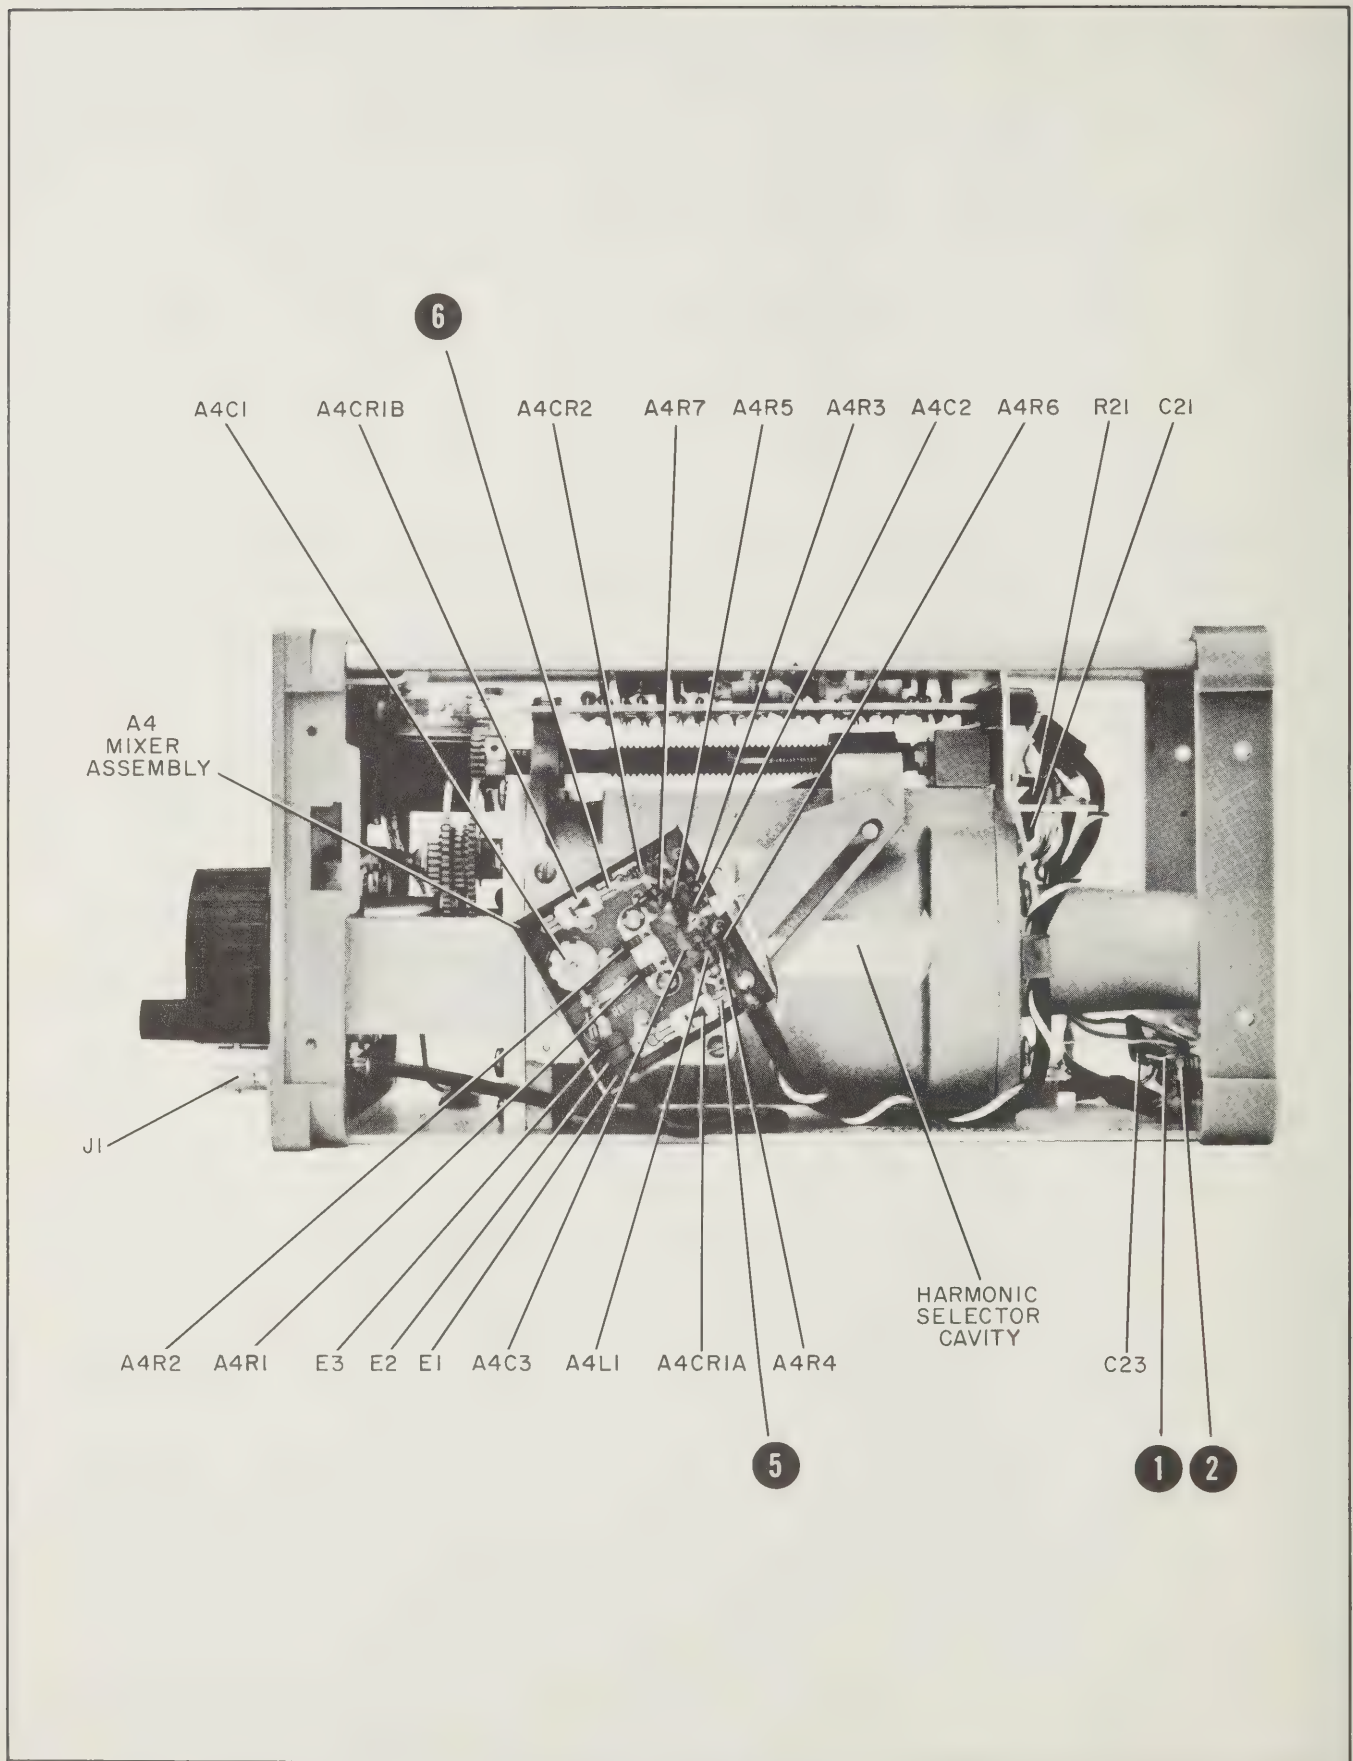 6
A4C1 A4CR1B A4CR2 A4R7 A4R5 A4R3 A4C2 A4R6 R21 C21
A4
MIXER
ASSEMBLY
J1
HARMONIC
SELECTOR
CAVITY
A4R2 A4R1 E3 E2 E1 A4C3 A4L1 A4CR1A A4R4 C23
5 1 2